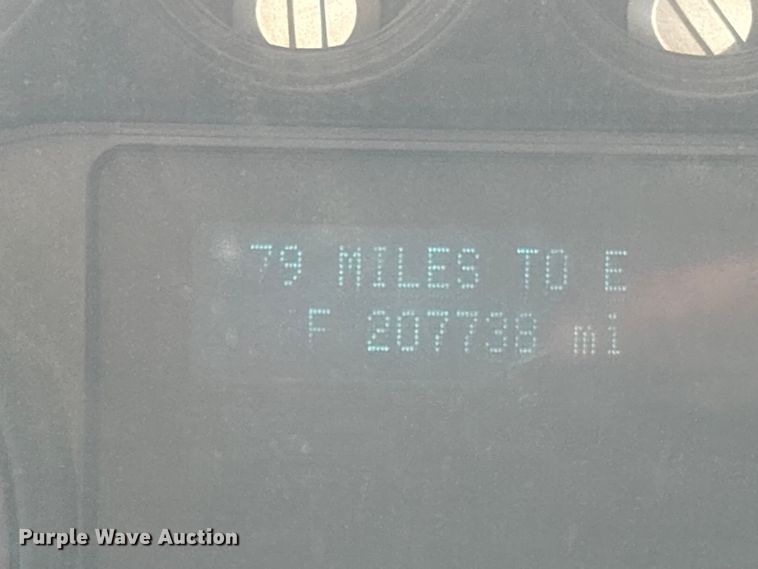 79 MILES TO E
F 207738 mi
Purple Wave Auction